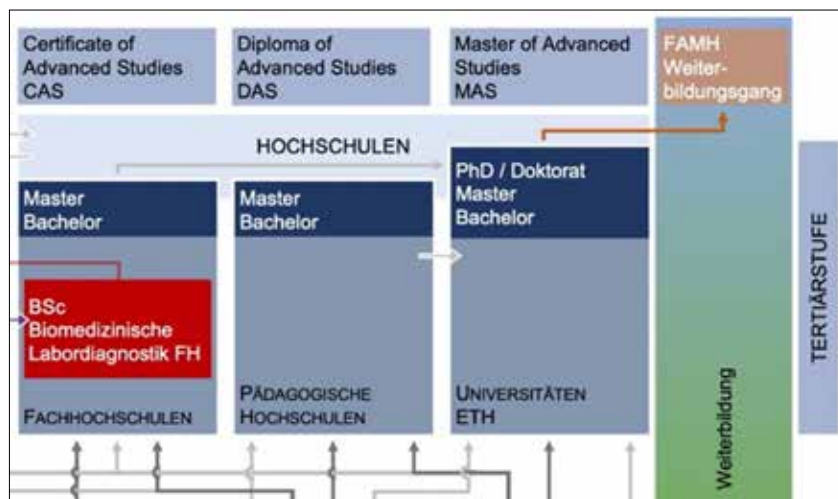 Certificate of
Advanced Studies
CAS
Diploma of
Advanced Studies
DAS
Master of Advanced
Studies
MAS
FAMH
Weiter-
bildungsgang
HOCHSCHULEN
Master
Bachelor
Master
Bachelor
PhD / Doktorat
Master
Bachelor
BSc
Biomedizinische
Labordiagnostik FH
FACHHOCHSCHULEN
PÄDAGOGISCHE
HOCHSCHULEN
UNIVERSITÄTEN
ETH
Weiterbildung
TERTIÄRSTUFE